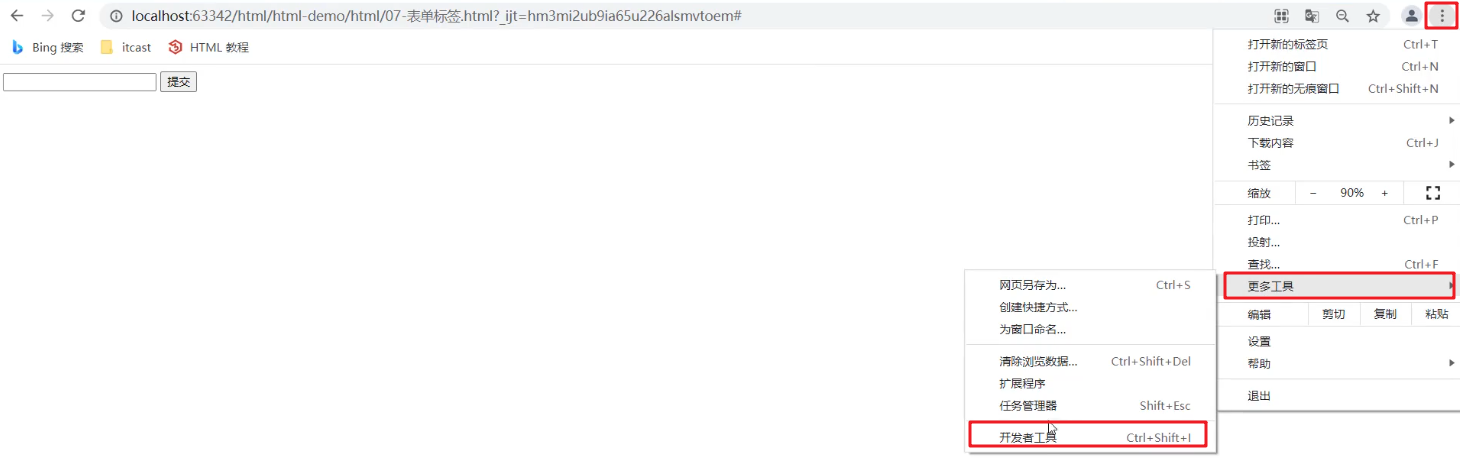 localhost:63342/html/html-demo/html/07-表单标签.html?_ijt=hm3mi2ub9ia65u226alsmvtoem#
Bing 搜索 itcast HTML 教程
提交
打开新的标签页 Ctrl+T
打开新的窗口 Ctrl+N
打开新的无痕窗口 Ctrl+Shift+N
历史记录
下载内容 Ctrl+J
书签
缩放 − 90% +
打印... Ctrl+P
投射...
查找... Ctrl+F
更多工具
编辑 剪切 复制 粘贴
设置
帮助
退出
网页另存为... Ctrl+S
创建快捷方式...
为窗口命名...
清除浏览数据... Ctrl+Shift+Del
扩展程序
任务管理器 Shift+Esc
开发者工具 Ctrl+Shift+I